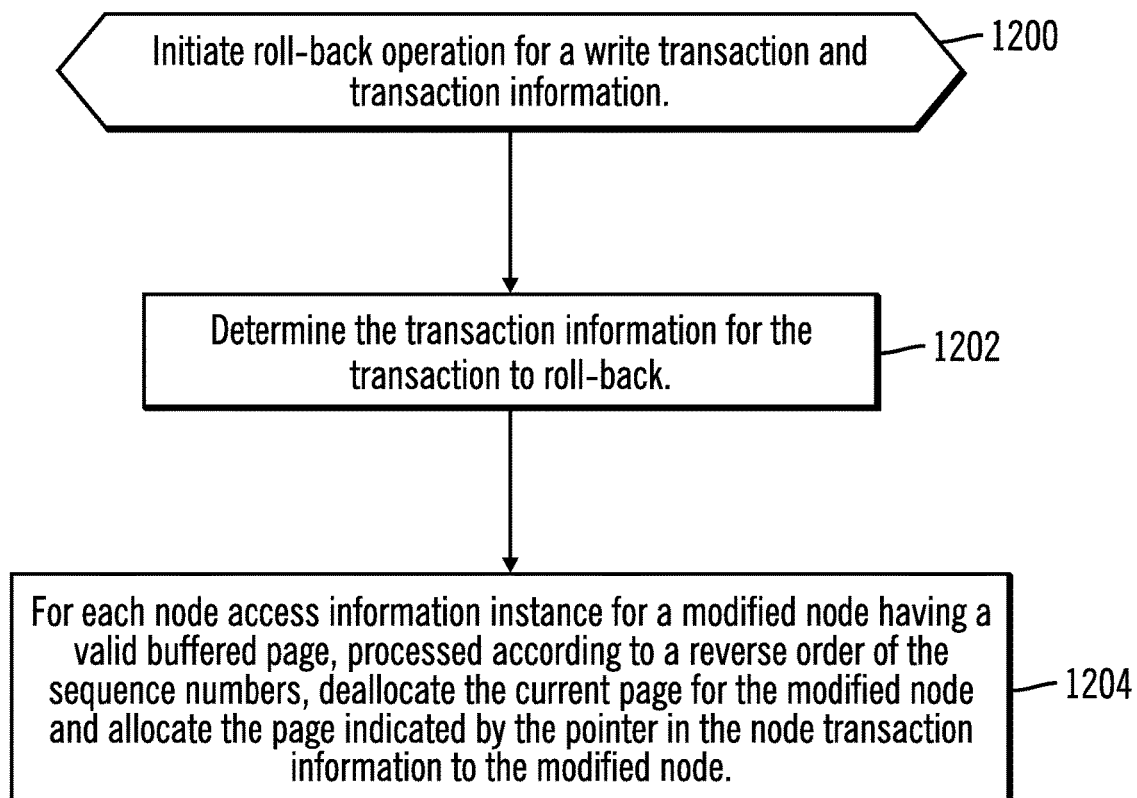 Initiate roll-back operation for a write transaction and
transaction information.
1200
Determine the transaction information for the
transaction to roll-back.
1202
For each node access information instance for a modified node having a
valid buffered page, processed according to a reverse order of the
sequence numbers, deallocate the current page for the modified node
and allocate the page indicated by the pointer in the node transaction
information to the modified node.
1204